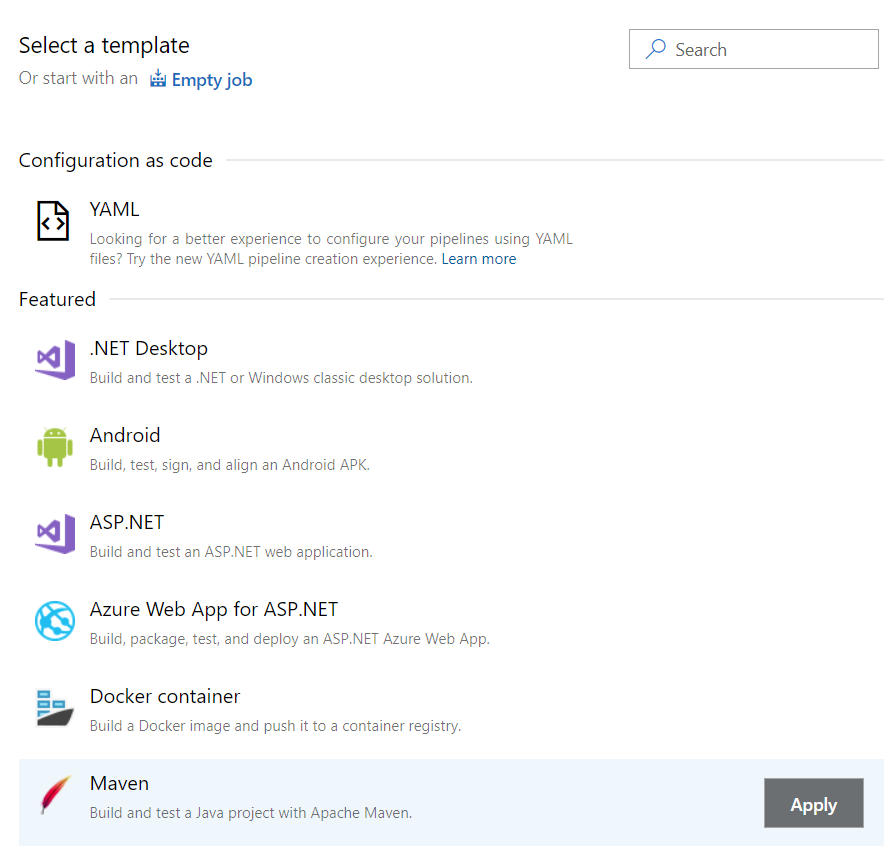 Select a template
Search
Or start with an Empty job
Configuration as code
YAML
Looking for a better experience to configure your pipelines using YAML
files? Try the new YAML pipeline creation experience. Learn more
Featured
.NET Desktop
Build and test a .NET or Windows classic desktop solution.
Android
Build, test, sign, and align an Android APK.
ASP.NET
Build and test an ASP.NET web application.
Azure Web App for ASP.NET
Build, package, test, and deploy an ASP.NET Azure Web App.
Docker container
Build a Docker image and push it to a container registry.
Maven
Build and test a Java project with Apache Maven.
Apply